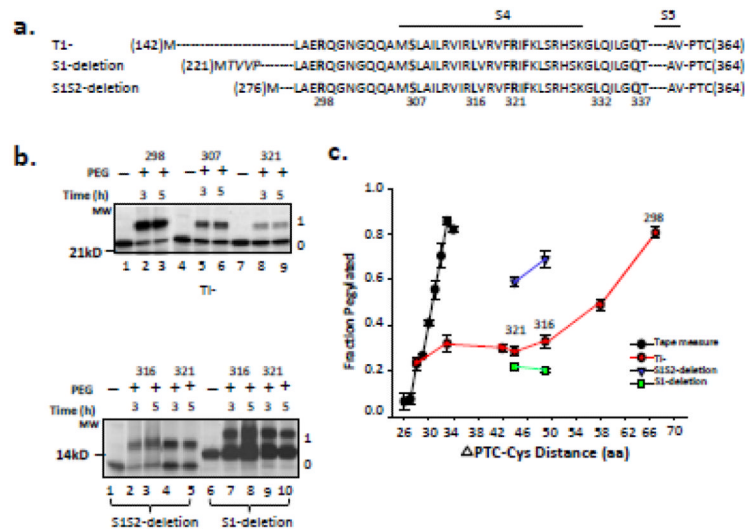 a.
S4 S5
T1- (142)M------------------LAERQGNGQQAMSLAILRVIRLVRVFRIFKLSRHSKGLQILGQT----AV-PTC(364)
S1-deletion (221)MTVVP------LAERQGNGQQAMSLAILRVIRLVRVFRIFKLSRHSKGLQILGQT----AV-PTC(364)
S1S2-deletion (276)M---LAERQGNGQQAMSLAILRVIRLVRVFRIFKLSRHSKGLQILGQT----AV-PTC(364)
298 307 316 321 332 337
b.
298 307 321
PEG – + + – + + – + +
Time (h) 3 5 3 5 3 5
MW
1
0
21kD
1 2 3 4 5 6 7 8 9
TI-
316 321 316 321
PEG – + + + + – + + + +
Time (h) 3 5 3 5 3 5 3 5
MW
1
14kD
0
1 2 3 4 5 6 7 8 9 10
S1S2-deletion S1-deletion
c.
Fraction Pegylated
1.0
0.8
0.6
0.4
0.2
0.0
298
321
316
Tape measure
TI-
S1S2-deletion
S1-deletion
26 30 34 38 42 46 50 54 58 62 66 70
△PTC-Cys Distance (aa)